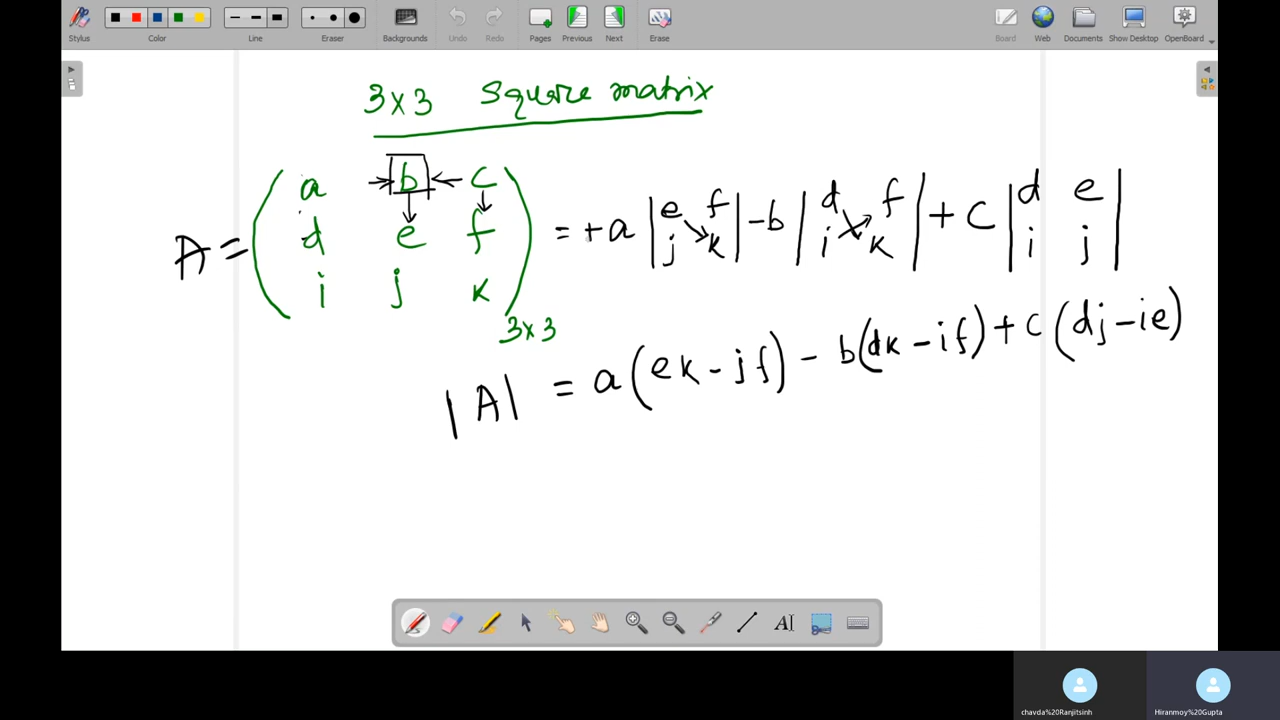 Stylus Color Line Eraser Backgrounds Undo Redo Pages Previous Next Erase Board Web Documents Show Desktop OpenBoard
3x3 Square matrix
A = ( a b c = +a | e f | -b | d f | + c | d e |
d e f j k i k i j
i j k ) 3x3
|A| = a(ek - jf) - b(dk - if) + c(dj - ie)
AI
chavda%20Ranjitsinh Hiranmoy%20Gupta